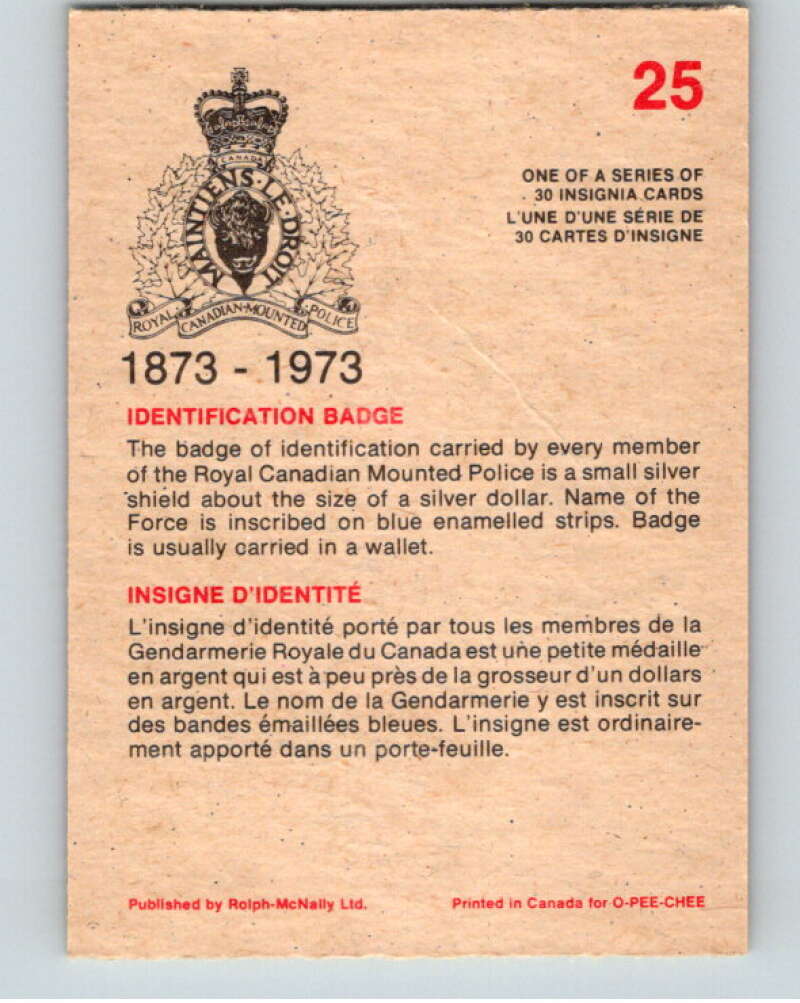 25
ONE OF A SERIES OF
30 INSIGNIA CARDS
L'UNE D'UNE SÉRIE DE
30 CARTES D'INSIGNE
CANADA
MAINTIENS·LE·DROIT
ROYAL CANADIAN·MOUNTED POLICE
1873 - 1973
IDENTIFICATION BADGE
The badge of identification carried by every member
of the Royal Canadian Mounted Police is a small silver
shield about the size of a silver dollar. Name of the
Force is inscribed on blue enamelled strips. Badge
is usually carried in a wallet.
INSIGNE D'IDENTITÉ
L'insigne d'identité porté par tous les membres de la
Gendarmerie Royale du Canada est une petite médaille
en argent qui est à peu près de la grosseur d'un dollars
en argent. Le nom de la Gendarmerie y est inscrit sur
des bandes émaillées bleues. L'insigne est ordinaire-
ment apporté dans un porte-feuille.
Published by Rolph-McNally Ltd. Printed in Canada for O-PEE-CHEE